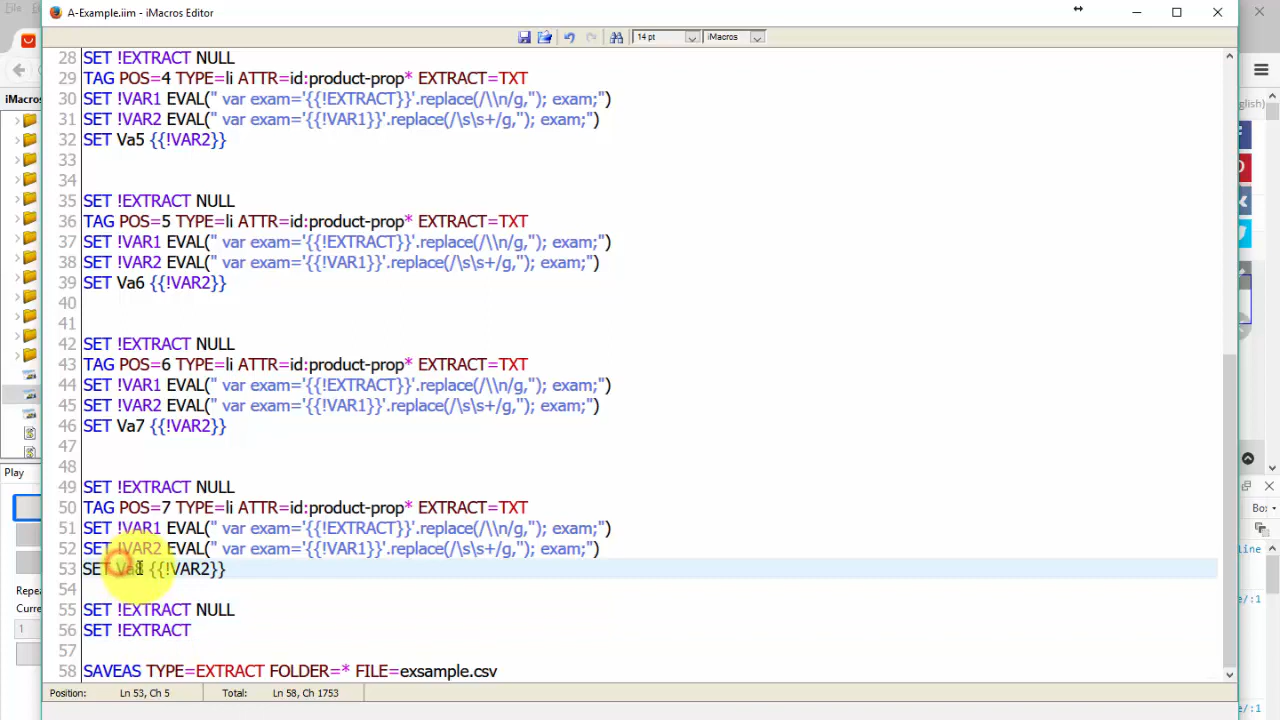 A-Example.iim - iMacros Editor
14 pt
iMacros
28 SET !EXTRACT NULL
29 TAG POS=4 TYPE=li ATTR=id:product-prop* EXTRACT=TXT
30 SET !VAR1 EVAL(" var exam='{{!EXTRACT}}'.replace(/\\n/g,''); exam;")
31 SET !VAR2 EVAL(" var exam='{{!VAR1}}'.replace(/\s\s+/g,''); exam;")
32 SET Va5 {{!VAR2}}
33
34
35 SET !EXTRACT NULL
36 TAG POS=5 TYPE=li ATTR=id:product-prop* EXTRACT=TXT
37 SET !VAR1 EVAL(" var exam='{{!EXTRACT}}'.replace(/\\n/g,''); exam;")
38 SET !VAR2 EVAL(" var exam='{{!VAR1}}'.replace(/\s\s+/g,''); exam;")
39 SET Va6 {{!VAR2}}
40
41
42 SET !EXTRACT NULL
43 TAG POS=6 TYPE=li ATTR=id:product-prop* EXTRACT=TXT
44 SET !VAR1 EVAL(" var exam='{{!EXTRACT}}'.replace(/\\n/g,''); exam;")
45 SET !VAR2 EVAL(" var exam='{{!VAR1}}'.replace(/\s\s+/g,''); exam;")
46 SET Va7 {{!VAR2}}
47
48
49 SET !EXTRACT NULL
50 TAG POS=7 TYPE=li ATTR=id:product-prop* EXTRACT=TXT
51 SET !VAR1 EVAL(" var exam='{{!EXTRACT}}'.replace(/\\n/g,''); exam;")
52 SET !VAR2 EVAL(" var exam='{{!VAR1}}'.replace(/\s\s+/g,''); exam;")
53 SET Va8 {{!VAR2}}
54
55 SET !EXTRACT NULL
56 SET !EXTRACT
57
58 SAVEAS TYPE=EXTRACT FOLDER=* FILE=exsample.csv
Position: Ln 53, Ch 5 Total: Ln 58, Ch 1753
iMacros
Play
Repea
Curre
1
glish)
Bo:
line
e/:1
e/:1